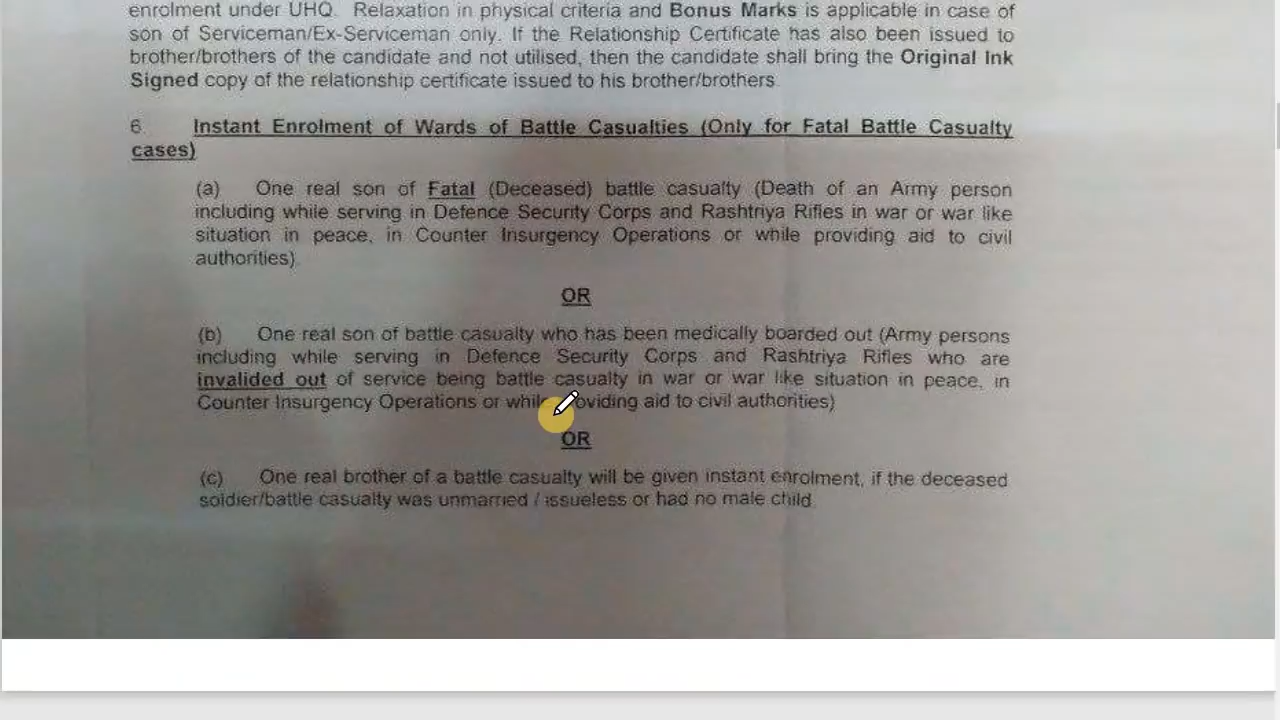 enrolment under UHQ. Relaxation in physical criteria and Bonus Marks is applicable in case of
son of Serviceman/Ex-Serviceman only. If the Relationship Certificate has also been issued to
brother/brothers of the candidate and not utilised, then the candidate shall bring the Original Ink
Signed copy of the relationship certificate issued to his brother/brothers.
6 Instant Enrolment of Wards of Battle Casualties (Only for Fatal Battle Casualty
cases)
(a) One real son of Fatal (Deceased) battle casualty (Death of an Army person
including while serving in Defence Security Corps and Rashtriya Rifles in war or war like
situation in peace, in Counter Insurgency Operations or while providing aid to civil
authorities)
OR
(b) One real son of battle casualty who has been medically boarded out (Army persons
including while serving in Defence Security Corps and Rashtriya Rifles who are
invalided out of service being battle casualty in war or war like situation in peace, in
Counter Insurgency Operations or while providing aid to civil authorities)
OR
(c) One real brother of a battle casualty will be given instant enrolment, if the deceased
soldier/battle casualty was unmarried / issueless or had no male child